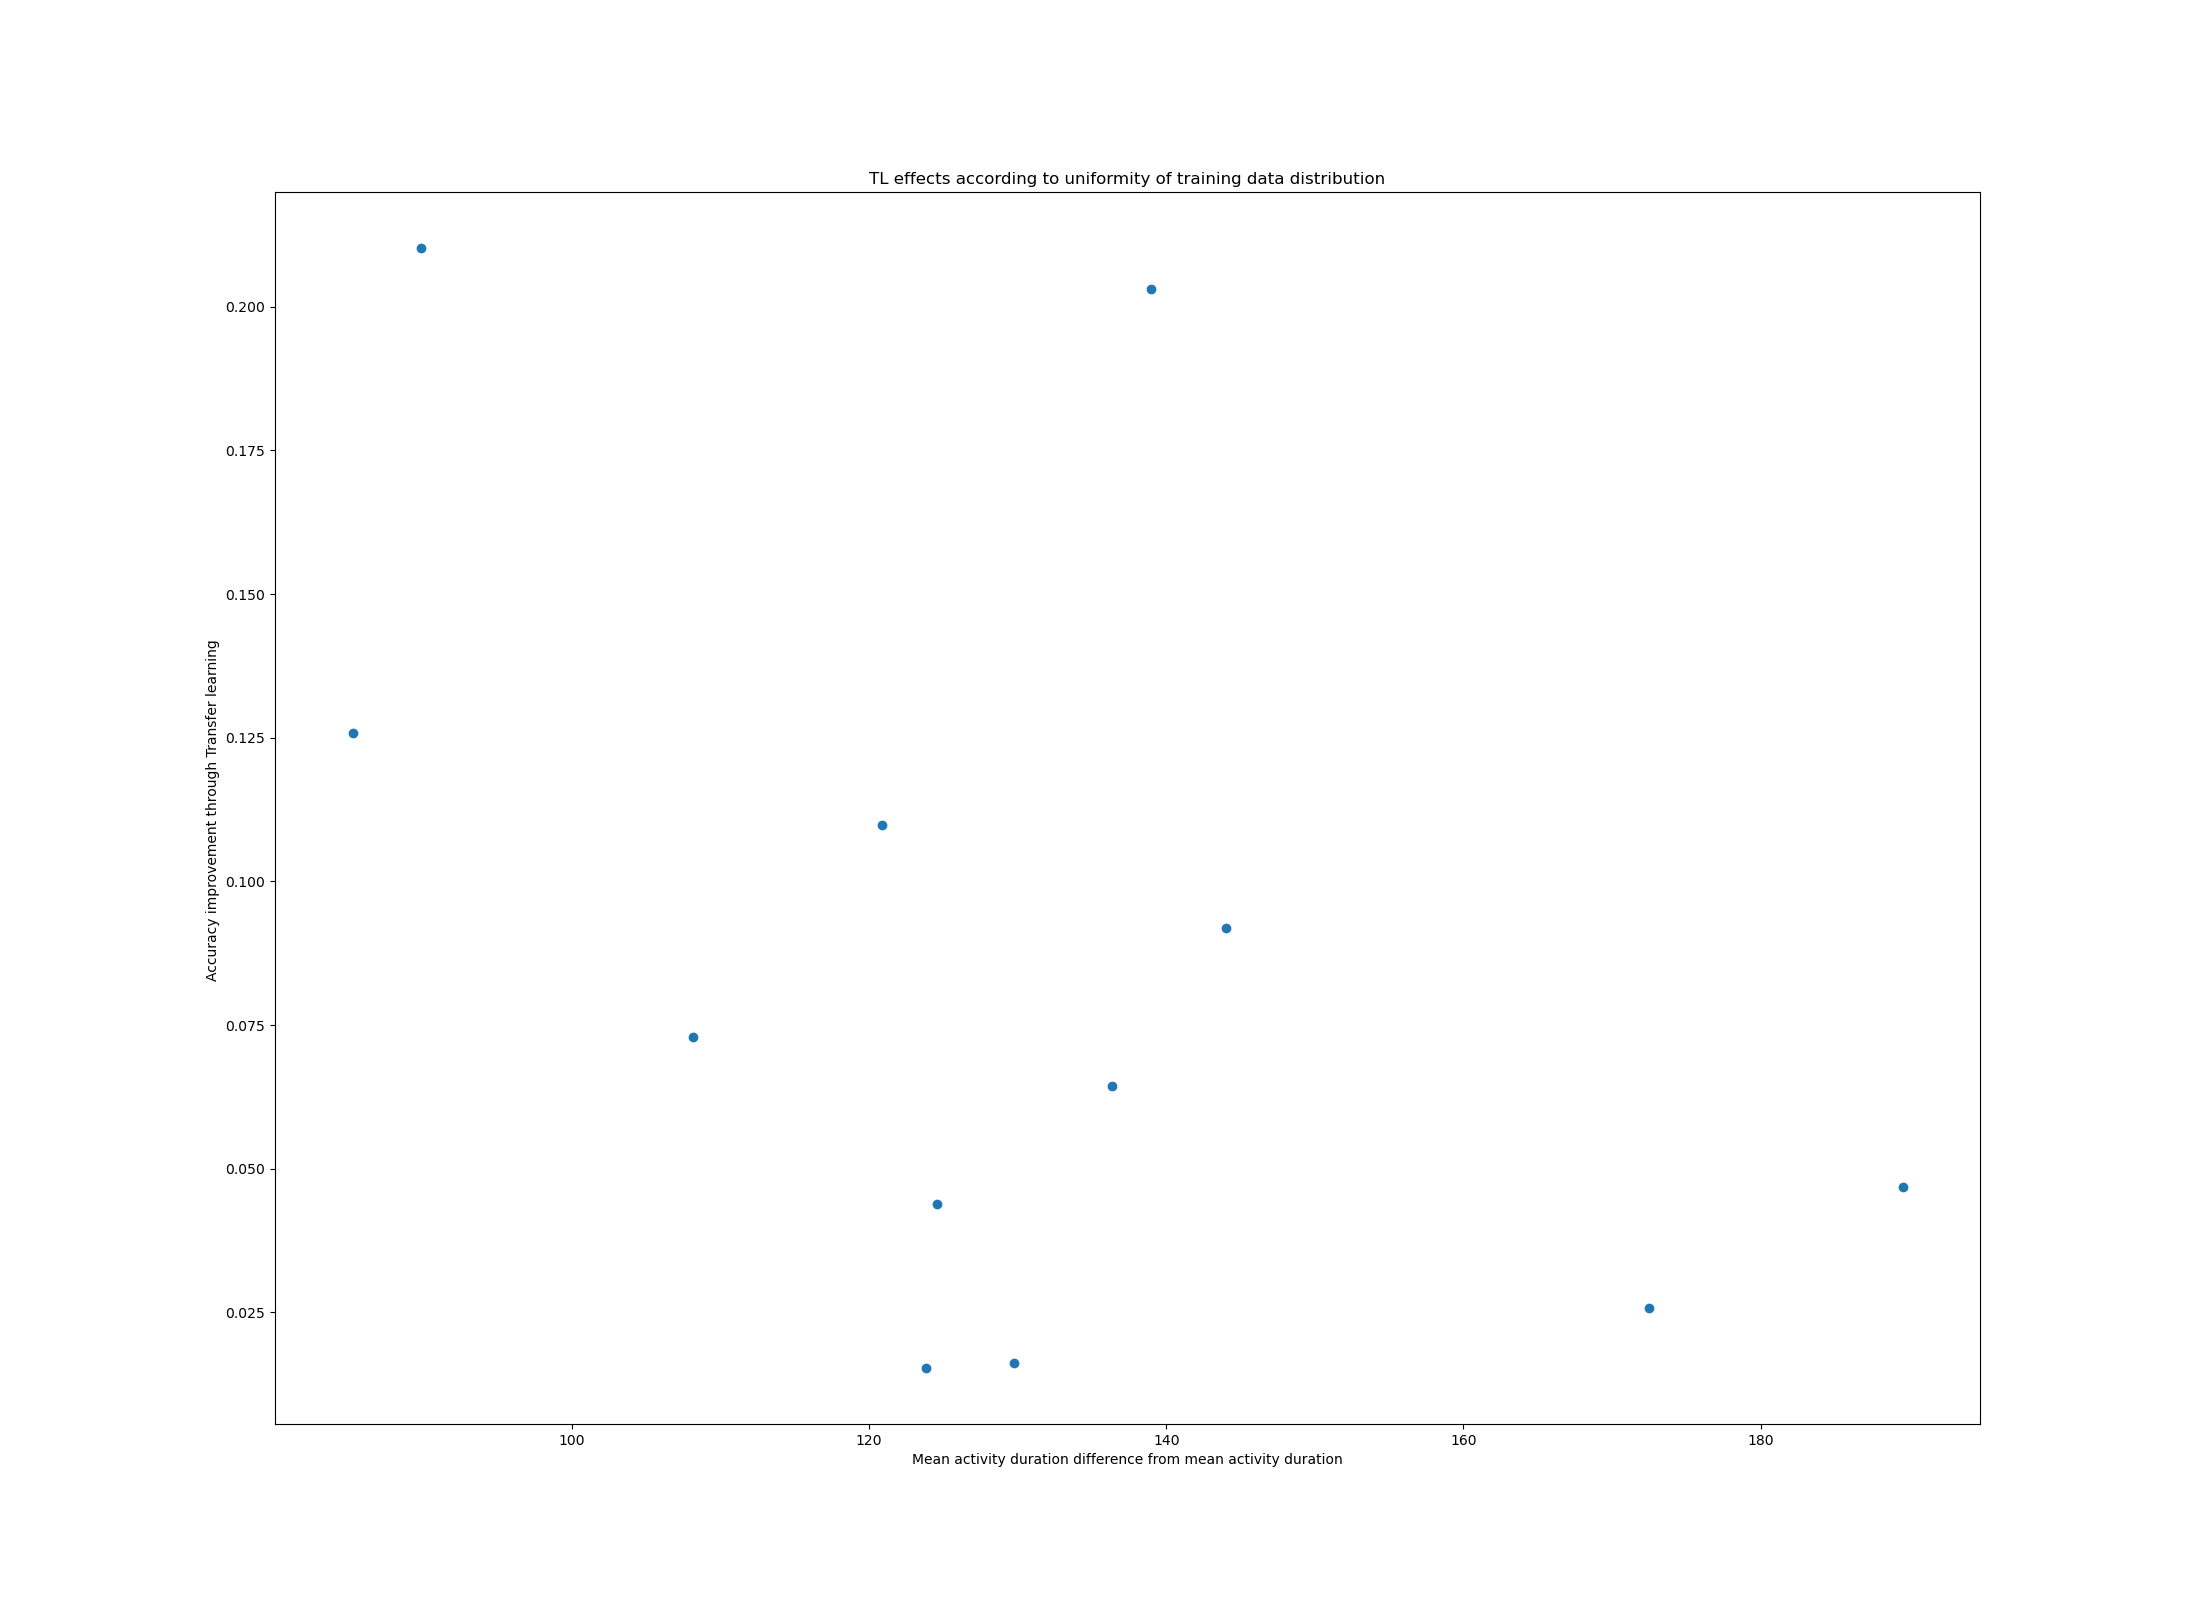 TL effects according to uniformity of training data distribution
0.200
0.175
0.150
0.125
0.100
0.075
0.050
0.025
Accuracy improvement through Transfer learning
100 120 140 160 180
Mean activity duration difference from mean activity duration